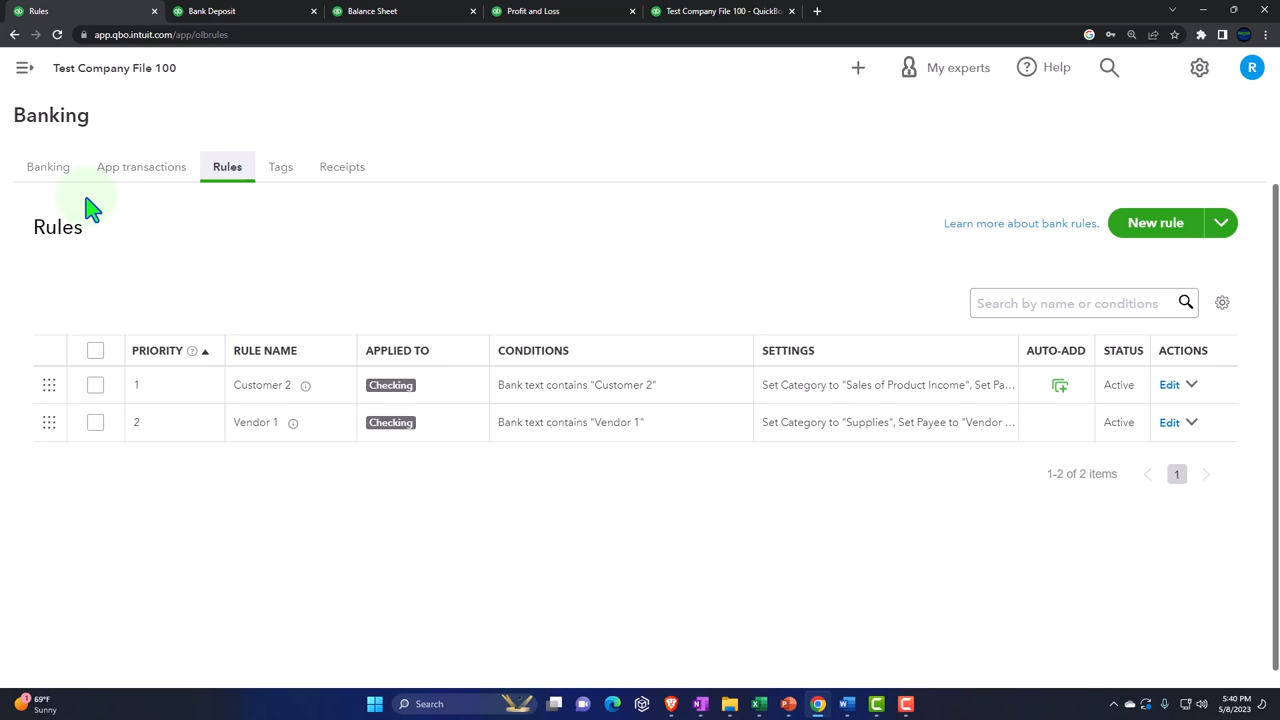 Rules
Bank Deposit
Balance Sheet
Profit and Loss
Test Company File 100 - QuickBo
app.qbo.intuit.com/app/olbrules
Test Company File 100
My experts
Help
R
Banking
Banking
App transactions
Rules
Tags
Receipts
Rules
Learn more about bank rules.
New rule
Search by name or conditions
PRIORITY RULE NAME APPLIED TO CONDITIONS SETTINGS AUTO-ADD STATUS ACTIONS
1 Customer 2 Checking Bank text contains "Customer 2" Set Category to "Sales of Product Income", Set Pa... Active Edit
2 Vendor 1 Checking Bank text contains "Vendor 1" Set Category to "Supplies", Set Payee to "Vendor ... Active Edit
1-2 of 2 items 1
69°F
Sunny
Search
5:40 PM
5/8/2023